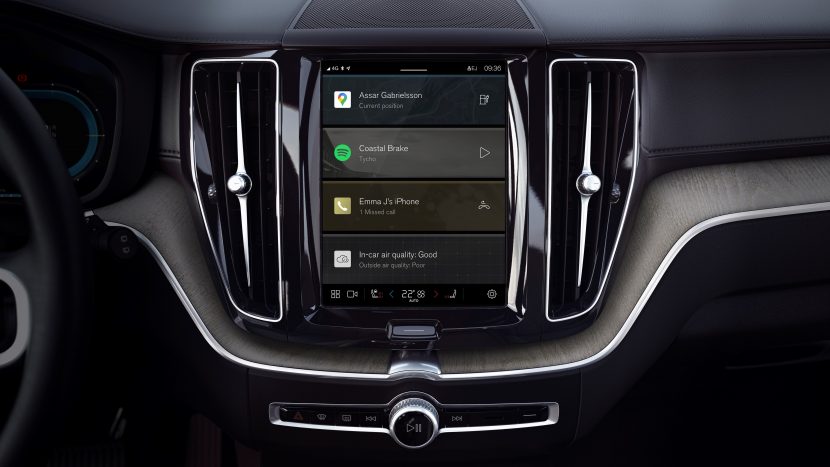 4G
E.J
09:36
Assar Gabrielsson
Current position
Coastal Brake
Tycho
Emma J's iPhone
1 Missed call
In-car air quality: Good
Outside air quality: Poor
22°
AUTO